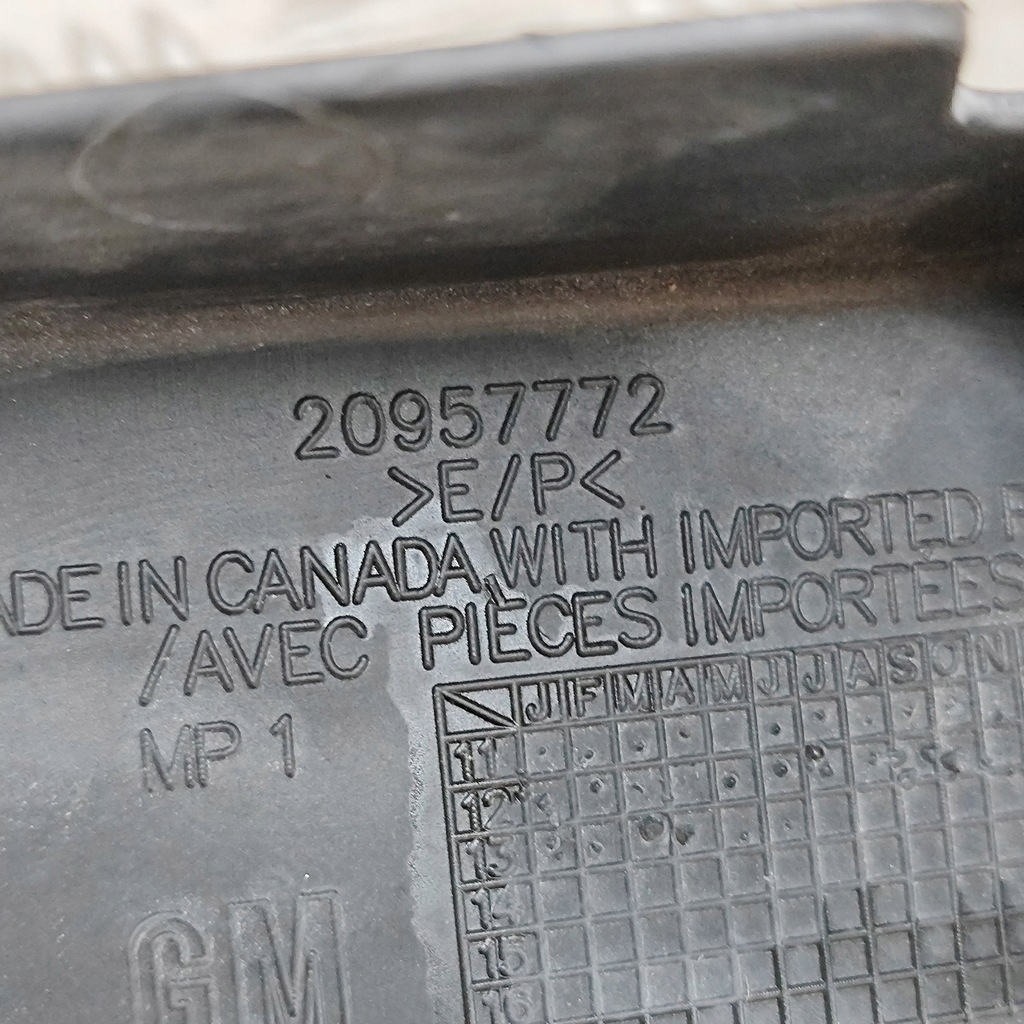 20957772
>E/P<
ADE IN CANADA, WITH IMPORTED P
/AVEC PIÈCES IMPORTÉES
MP 1
J F M A M J J A S O N
11
12
13
14
15
16
GM